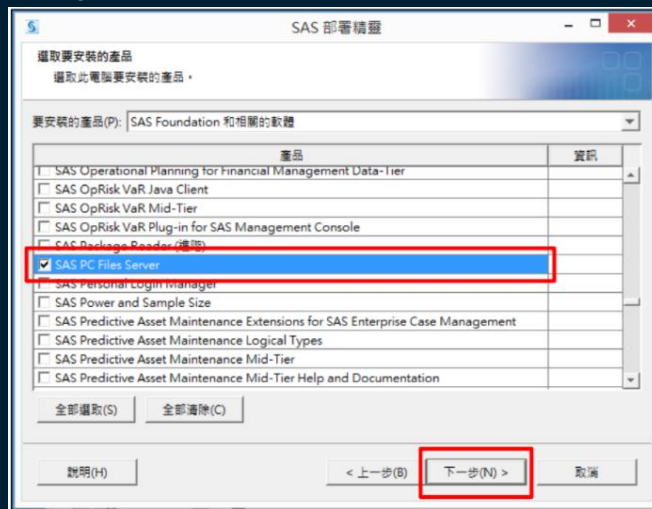 SAS 部署精靈
選取要安裝的產品
選取此電腦要安裝的產品。
要安裝的產品(P): SAS Foundation 和相關的軟體
產品 資訊
SAS Operational Planning for Financial Management Data-Tier
SAS OpRisk VaR Java Client
SAS OpRisk VaR Mid-Tier
SAS OpRisk VaR Plug-in for SAS Management Console
SAS Package Reader (進階)
SAS PC Files Server
SAS Personal Login Manager
SAS Power and Sample Size
SAS Predictive Asset Maintenance Extensions for SAS Enterprise Case Management
SAS Predictive Asset Maintenance Logical Types
SAS Predictive Asset Maintenance Mid-Tier
SAS Predictive Asset Maintenance Mid-Tier Help and Documentation
全部選取(S) 全部清除(C)
說明(H) < 上一步(B) 下一步(N) > 取消